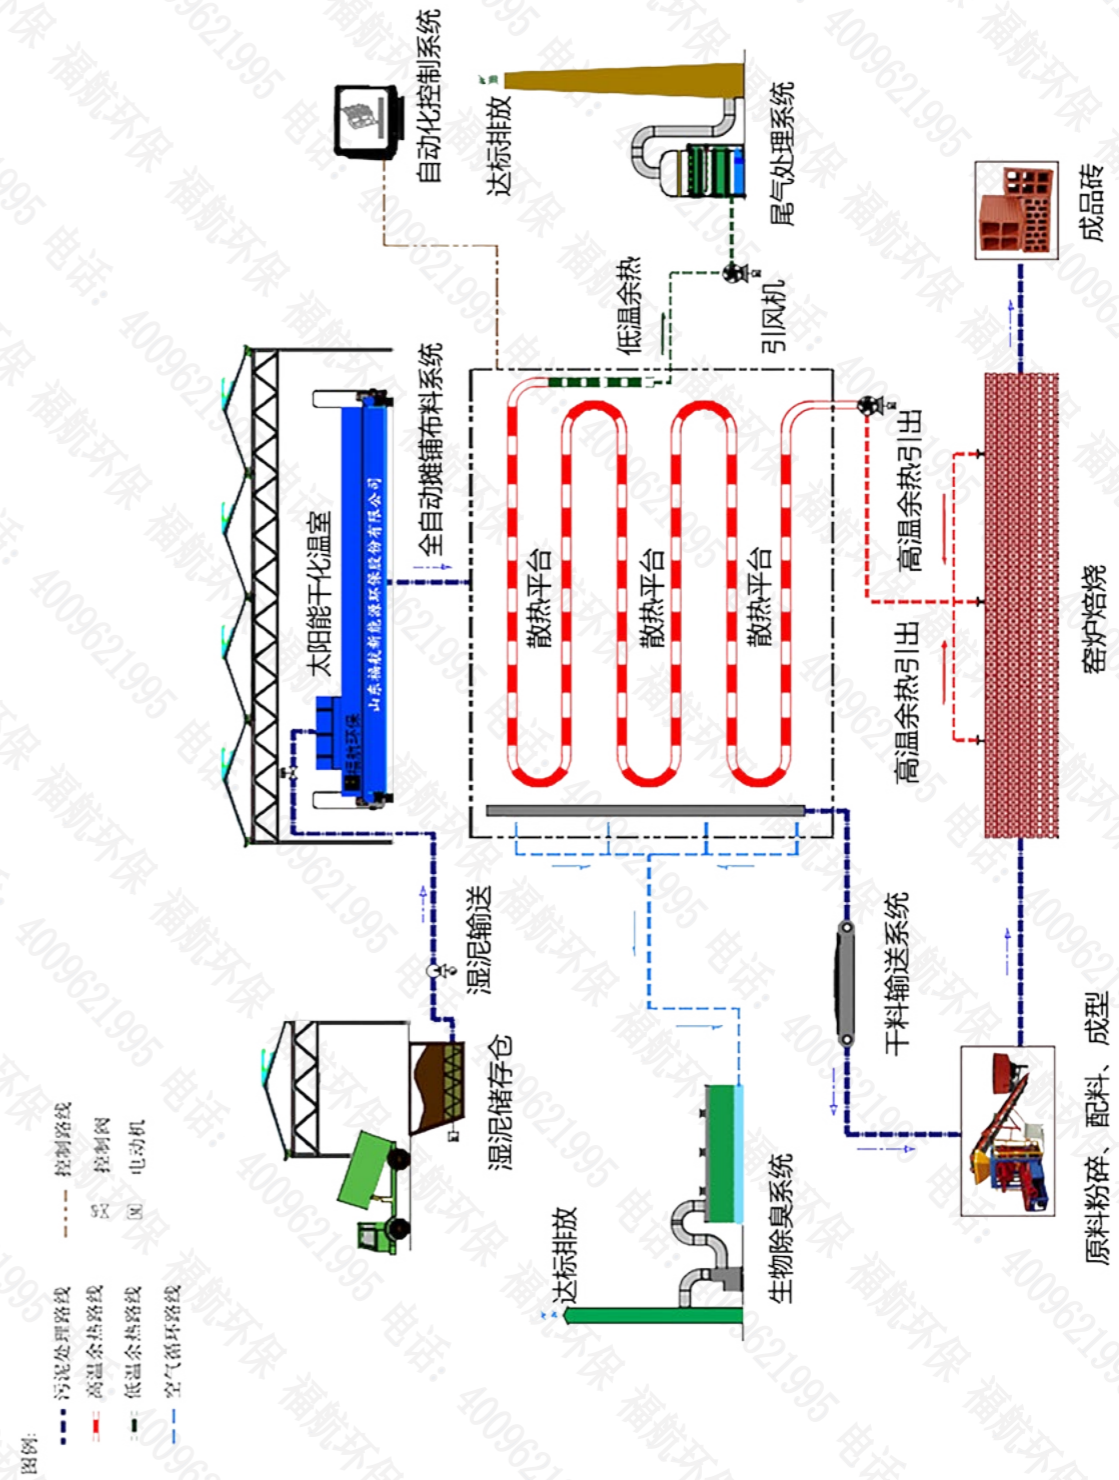 自动化控制系统
达标排放
尾气处理系统
低温余热
引风机
太阳能干化温室
福航环保
山东福航新能源环保股份有限公司
全自动摊铺布料系统
散热平台
散热平台
散热平台
高温余热引出
高温余热引出
成品砖
窑炉焙烧
湿泥输送
湿泥储存仓
干料输送系统
原料粉碎、配料、成型
生物除臭系统
达标排放
图例:
污泥处理路线
高温余热路线
低温余热路线
空气循环路线
控制路线
控制阀
电动机
福航环保 电话：4009621995